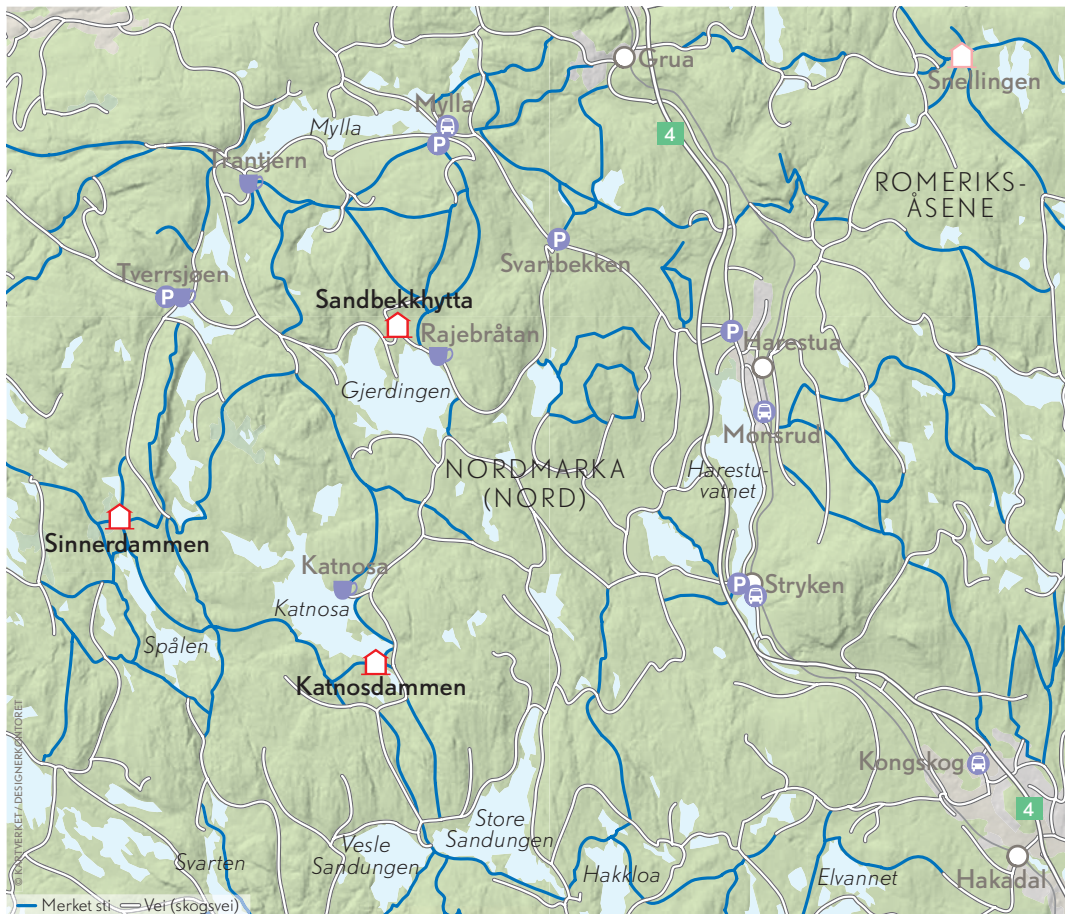 Grua
Snellingen
Mylla
Mylla
4
P
Trantjern
ROMERIKS-
ÅSENE
P
Svartbekken
Tverrsjøen
P
Sandbekkhytta
Rajebråtan
P
Harestua
Gjerdingen
Monsrud
NORDMARKA
(NORD)
Harestu-
vatnet
Sinnerdammen
Katnosa
Katnosa
P
Stryken
Spålen
Katnosdammen
Kongskog
4
Store
Sandungen
Vesle
Sandungen
Svarten
Hakkloa
Elvannet
Hakadal
© KARTVERKET / DESIGNERKONTORET
Merket sti
Vei (skogsvei)